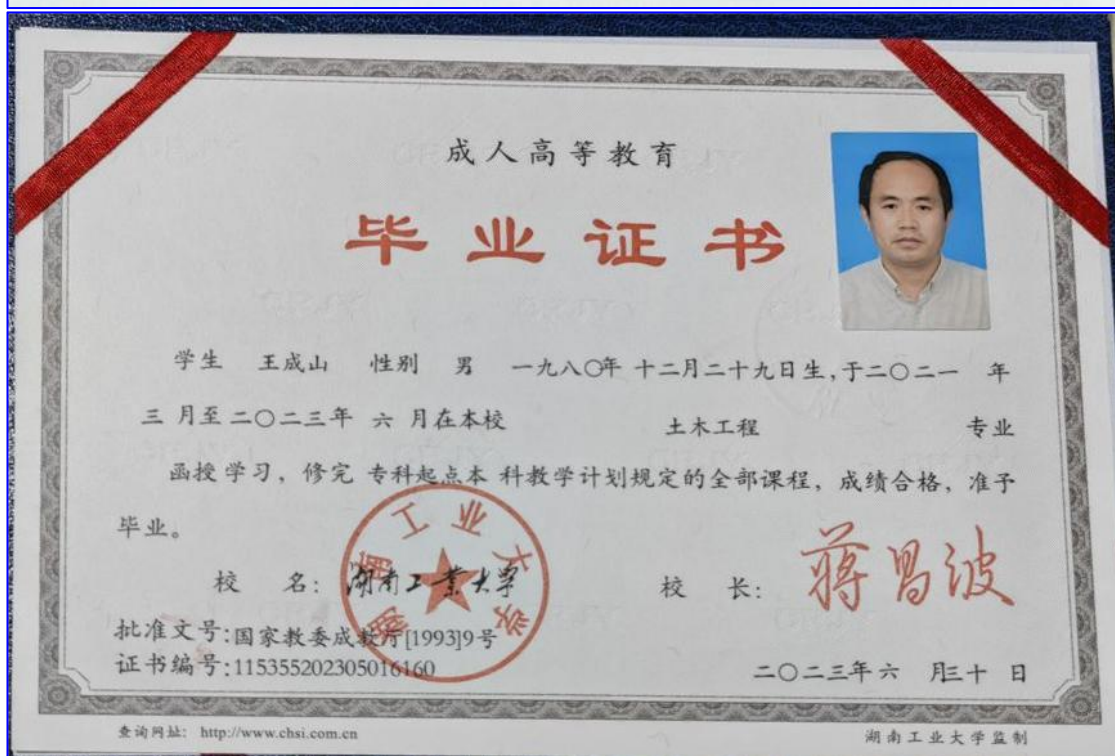 成人高等教育
毕业证书
学生 王成山 性别 男 一九八〇年 十二月二十九日生,于二〇二一 年
三 月至二〇二三年 六 月在本校 土木工程 专业
函授学习，修完 专科起点本 科教学计划规定的全部课程，成绩合格，准予
毕业。
校 名：湖南工業大学
湖南工业大学
校 长：蒋昌波
批准文号:国家教委成教厅[1993]9号
证书编号:115355202305016160
二〇二三年 六 月三十 日
查询网址: http://www.chsi.com.cn
湖南工业大学监制